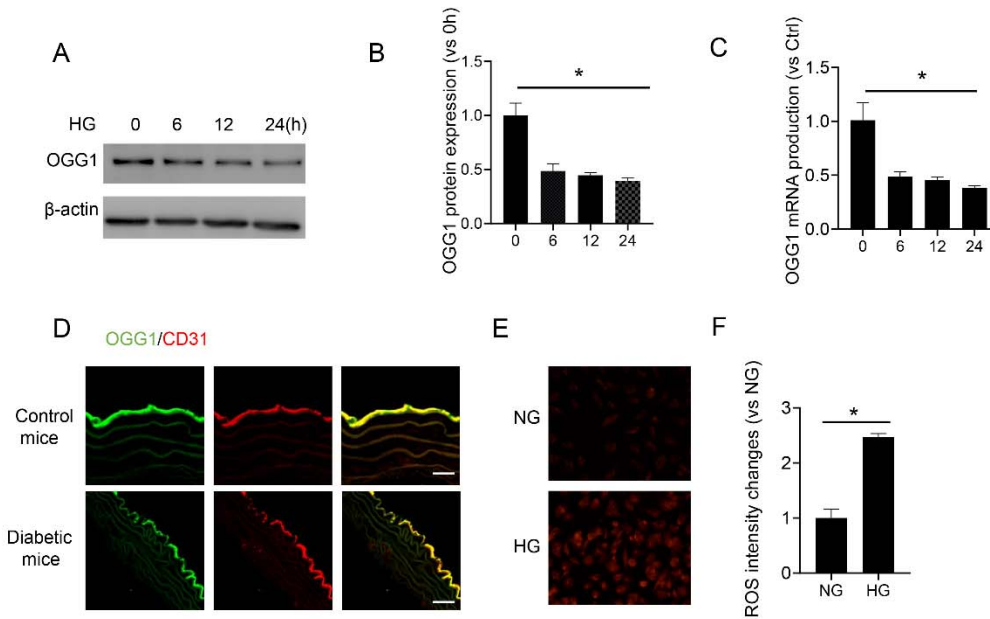 A
HG 0 6 12 24(h)
OGG1
β-actin
B
OGG1 protein expression (vs 0h)
1.5
1.0
0.5
0.0
*
0 6 12 24
C
OGG1 mRNA production (vs Ctrl)
1.5
1.0
0.5
0.0
*
0 6 12 24
D
OGG1/CD31
Control
mice
Diabetic
mice
E
NG
HG
F
ROS intensity changes (vs NG)
3
2
1
0
*
NG HG